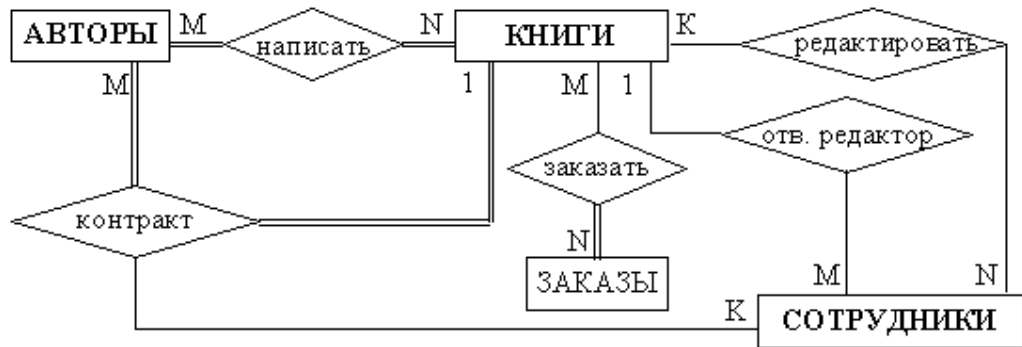 АВТОРЫ M написать N КНИГИ K редактировать
M 1 M 1
заказать отв. редактор
контракт
N
ЗАКАЗЫ M N
K СОТРУДНИКИ